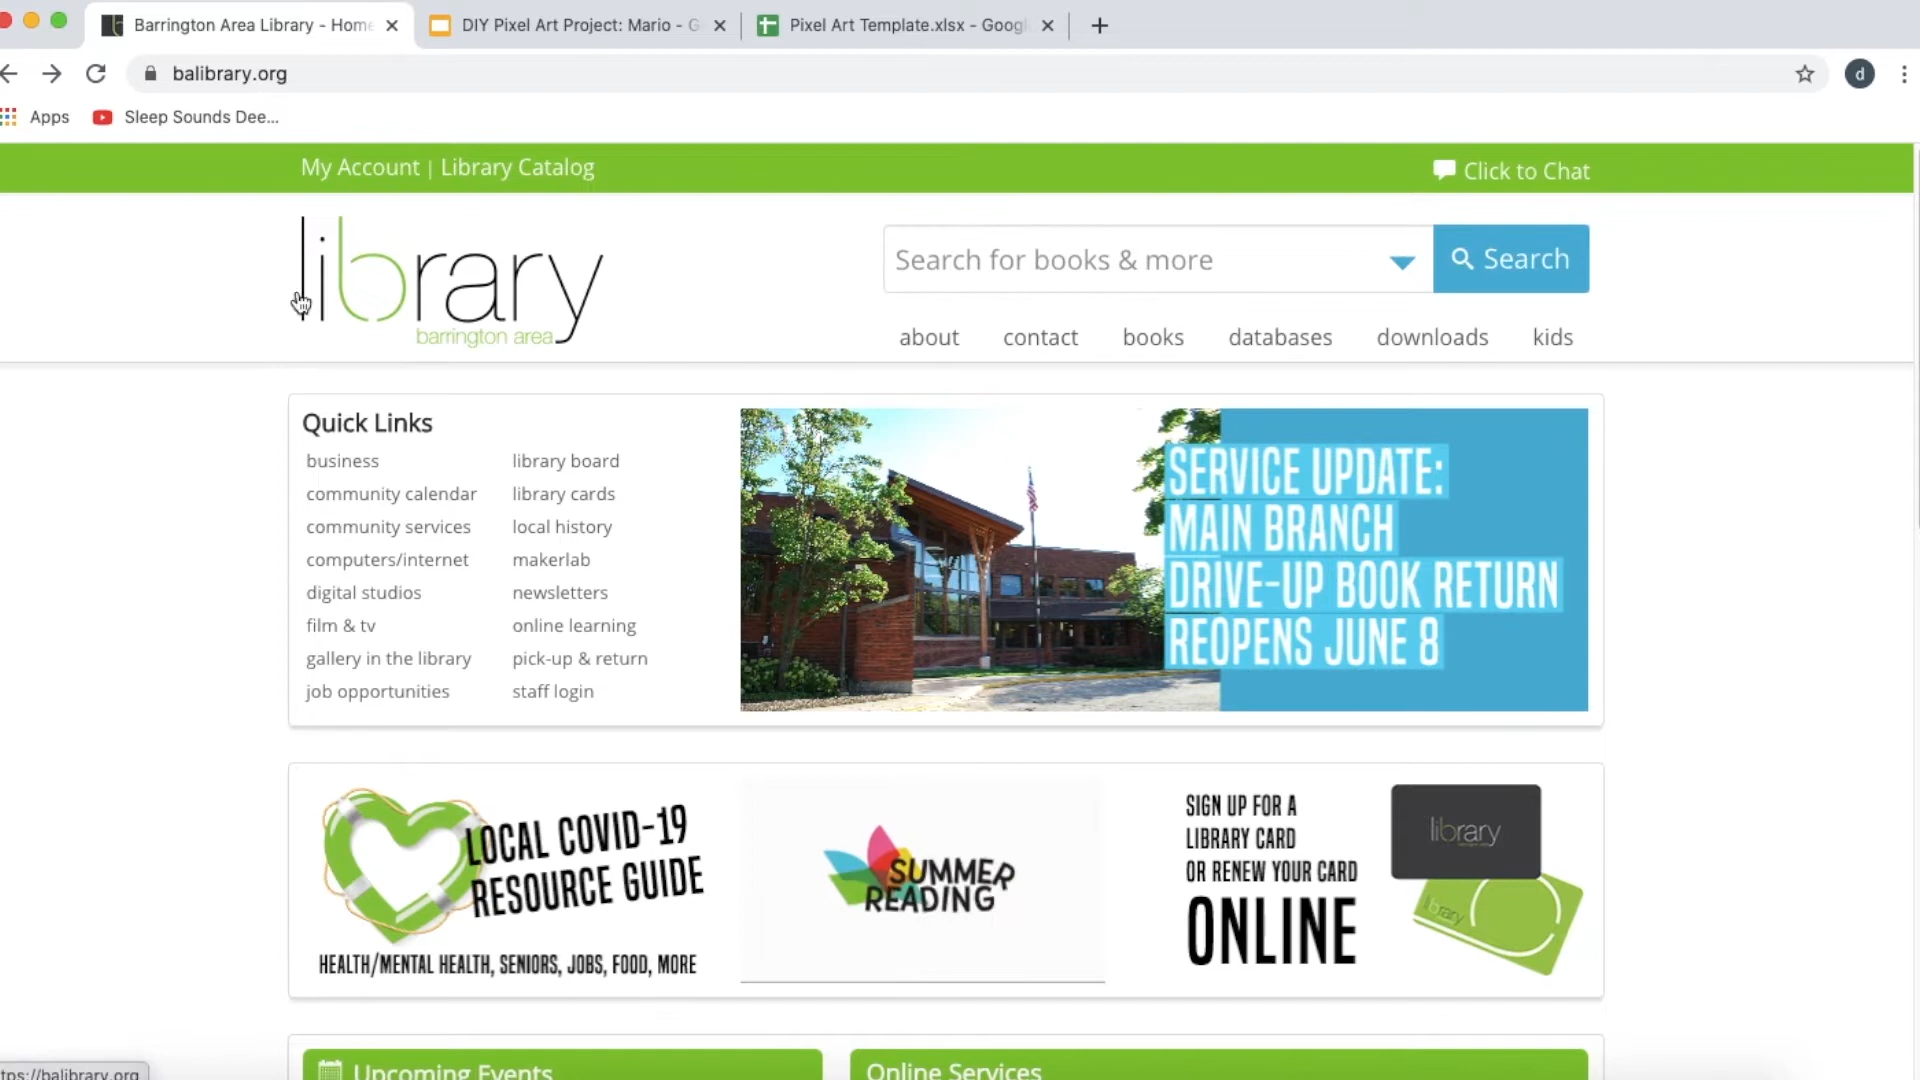 Barrington Area Library - Home
DIY Pixel Art Project: Mario - G
Pixel Art Template.xlsx - Googl
balibrary.org
d
Apps
Sleep Sounds Dee...
My Account | Library Catalog
Click to Chat
library
barrington area
Search for books & more
Search
about
contact
books
databases
downloads
kids
Quick Links
business
community calendar
community services
computers/internet
digital studios
film & tv
gallery in the library
job opportunities
library board
library cards
local history
makerlab
newsletters
online learning
pick-up & return
staff login
SERVICE UPDATE:
MAIN BRANCH
DRIVE-UP BOOK RETURN
REOPENS JUNE 8
LOCAL COVID-19
RESOURCE GUIDE
HEALTH/MENTAL HEALTH, SENIORS, JOBS, FOOD, MORE
SUMMER
READING
SIGN UP FOR A
LIBRARY CARD
OR RENEW YOUR CARD
ONLINE
library
library
Upcoming Events
Online Services
tps://balibrary.org